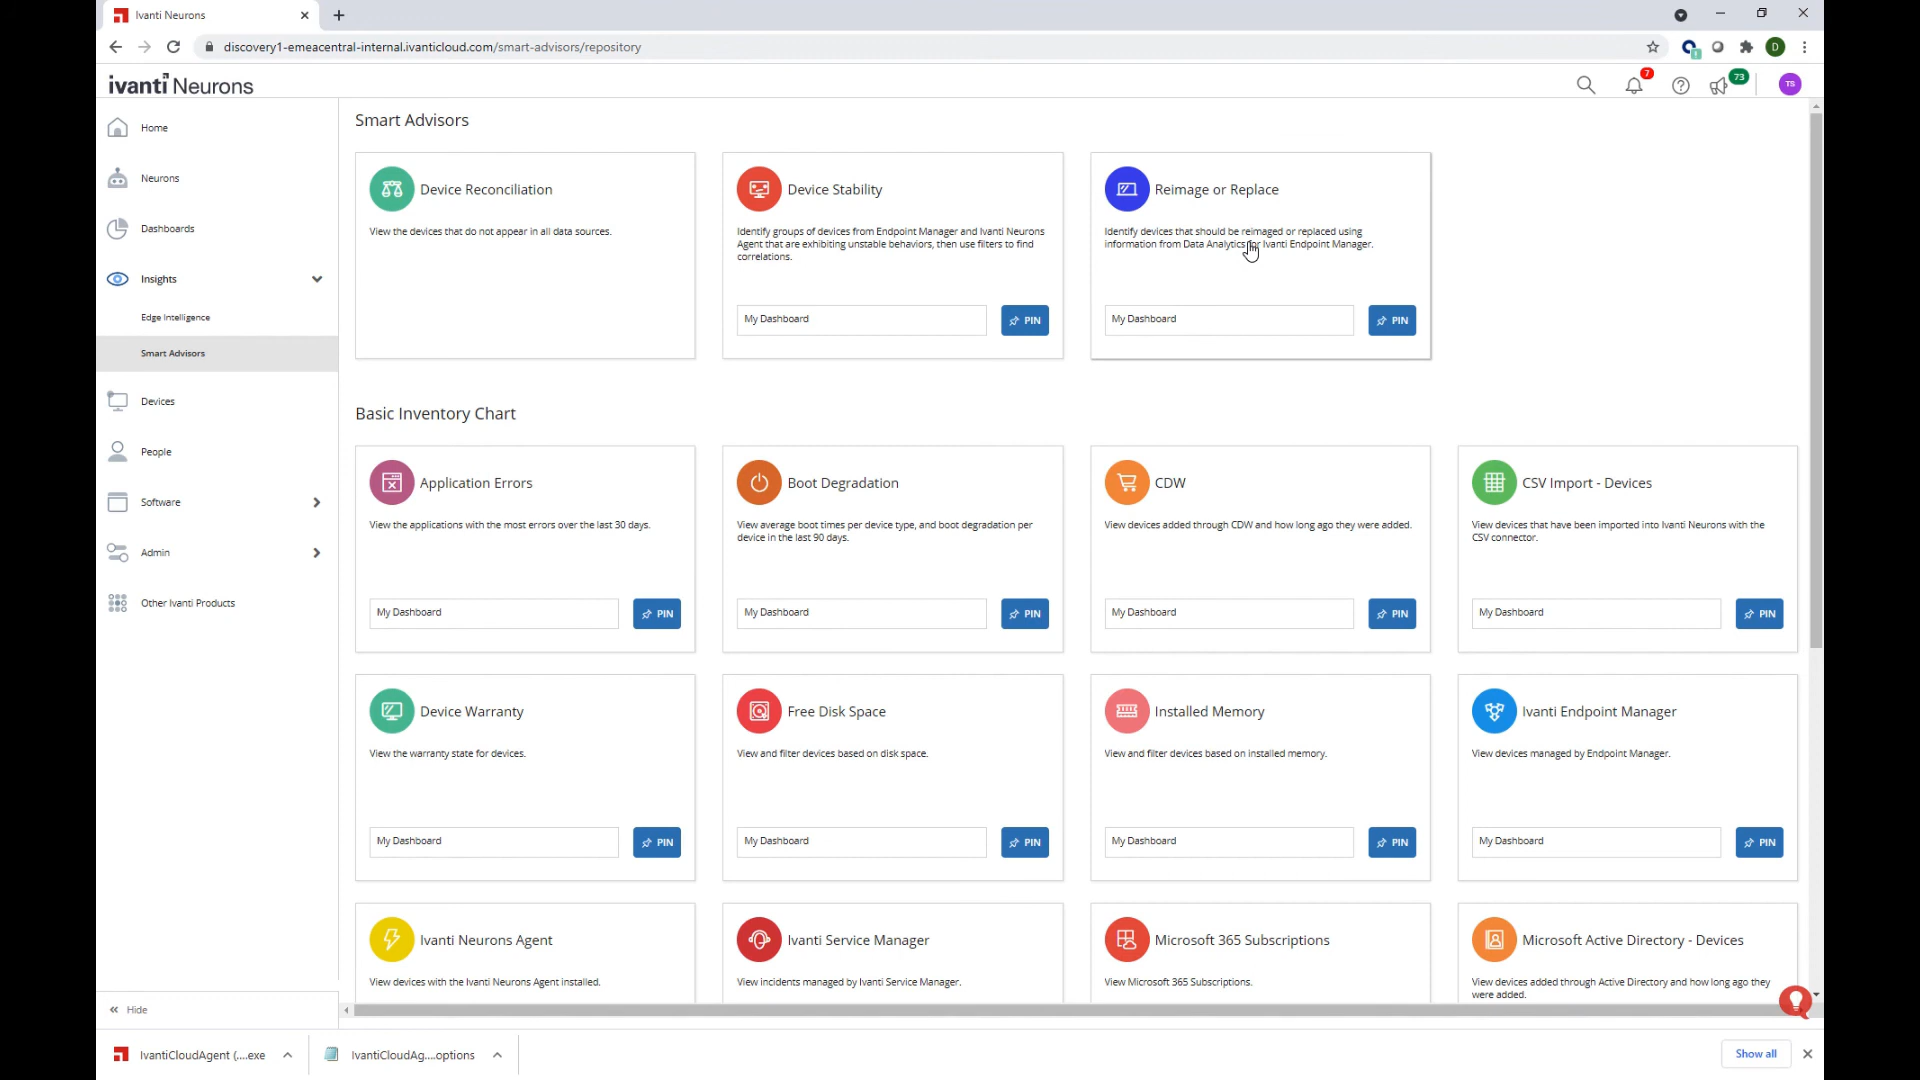 Ivanti Neurons
discovery1-emeacentral-internal.ivanticloud.com/smart-advisors/repository
D
ivanti Neurons
7
73
TS
Home
Neurons
Dashboards
Insights
Edge Intelligence
Smart Advisors
Devices
People
Software
Admin
Other Ivanti Products
Hide
Smart Advisors
Device Reconciliation
View the devices that do not appear in all data sources.
Device Stability
Identify groups of devices from Endpoint Manager and Ivanti Neurons
Agent that are exhibiting unstable behaviors, then use filters to find
correlations.
My Dashboard
PIN
Reimage or Replace
Identify devices that should be reimaged or replaced using
information from Data Analytics for Ivanti Endpoint Manager.
My Dashboard
PIN
Basic Inventory Chart
Application Errors
View the applications with the most errors over the last 30 days.
My Dashboard
PIN
Boot Degradation
View average boot times per device type, and boot degradation per
device in the last 90 days.
My Dashboard
PIN
CDW
View devices added through CDW and how long ago they were added.
My Dashboard
PIN
CSV Import - Devices
View devices that have been imported into Ivanti Neurons with the
CSV connector.
My Dashboard
PIN
Device Warranty
View the warranty state for devices.
My Dashboard
PIN
Free Disk Space
View and filter devices based on disk space.
My Dashboard
PIN
Installed Memory
View and filter devices based on installed memory.
My Dashboard
PIN
Ivanti Endpoint Manager
View devices managed by Endpoint Manager.
My Dashboard
PIN
Ivanti Neurons Agent
View devices with the Ivanti Neurons Agent installed.
Ivanti Service Manager
View incidents managed by Ivanti Service Manager.
Microsoft 365 Subscriptions
View Microsoft 365 Subscriptions.
Microsoft Active Directory - Devices
View devices added through Active Directory and how long ago they
were added.
IvantiCloudAgent (....exe
IvantiCloudAg....options
Show all